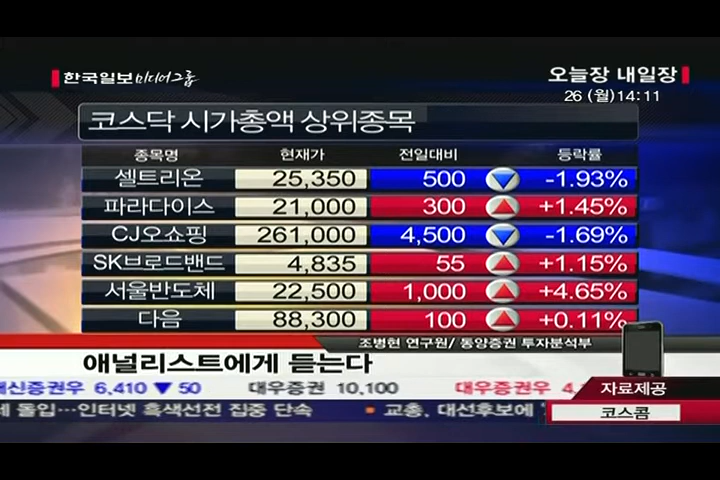 한국일보 미디어그룹
오늘장 내일장
26 (월) 14:11
코스닥 시가총액 상위종목
종목명 현재가 전일대비 등락률
셀트리온 25,350 500 ▼ -1.93%
파라다이스 21,000 300 ▲ +1.45%
CJ오쇼핑 261,000 4,500 ▼ -1.69%
SK브로드밴드 4,835 55 ▲ +1.15%
서울반도체 22,500 1,000 ▲ +4.65%
다음 88,300 100 ▲ +0.11%
조병현 연구원/ 동양증권 투자분석부
애널리스트에게 듣는다
대신증권우 6,410 ▼ 50 대우증권 10,100 대우증권우
자료제공
돌입…인터넷 흑색선전 집중 단속 교총, 대선후보에
코스콤